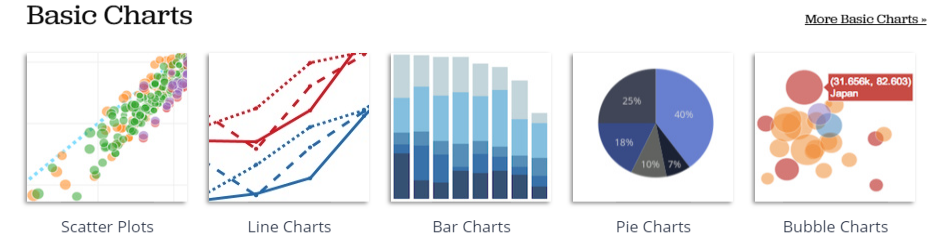 Basic Charts
More Basic Charts »
25%
40%
18%
10%
7%
(31.656k, 82.603)
Japan
Scatter Plots
Line Charts
Bar Charts
Pie Charts
Bubble Charts